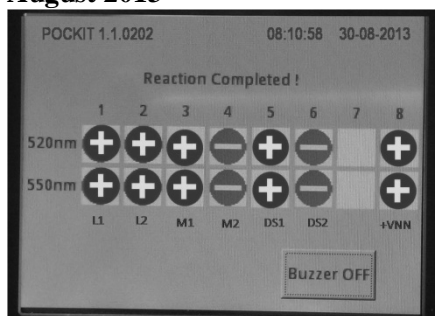 August 2013
POCKIT 1.1.0202 08:10:58 30-08-2013
Reaction Completed !
1 2 3 4 5 6 7 8
520nm + + + − + − +
550nm + + + − + − +
L1 L2 M1 M2 DS1 DS2 +VNN
Buzzer OFF